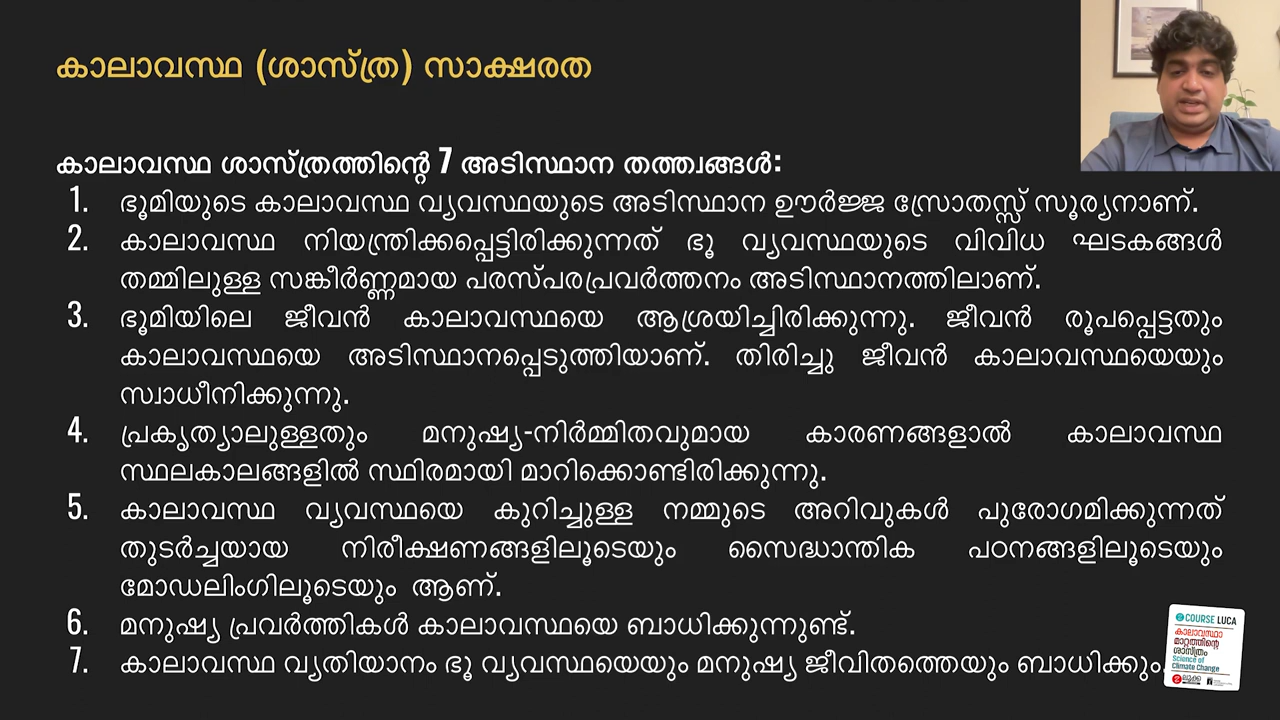 കാലാവസ്ഥ (ശാസ്ത്ര) സാക്ഷരത
കാലാവസ്ഥ ശാസ്ത്രത്തിന്റെ 7 അടിസ്ഥാന തത്ത്വങ്ങൾ:
1. ഭൂമിയുടെ കാലാവസ്ഥ വ്യവസ്ഥയുടെ അടിസ്ഥാന ഊർജ്ജ സ്രോതസ്സ് സൂര്യനാണ്.
2. കാലാവസ്ഥ നിയന്ത്രിക്കപ്പെട്ടിരിക്കുന്നത് ഭൂ വ്യവസ്ഥയുടെ വിവിധ ഘടകങ്ങൾ
തമ്മിലുള്ള സങ്കീർണ്ണമായ പരസ്പരപ്രവർത്തനം അടിസ്ഥാനത്തിലാണ്.
3. ഭൂമിയിലെ ജീവൻ കാലാവസ്ഥയെ ആശ്രയിച്ചിരിക്കുന്നു. ജീവൻ രൂപപ്പെട്ടതും
കാലാവസ്ഥയെ അടിസ്ഥാനപ്പെടുത്തിയാണ്. തിരിച്ചു ജീവൻ കാലാവസ്ഥയെയും
സ്വാധീനിക്കുന്നു.
4. പ്രകൃത്യാലുള്ളതും മനുഷ്യ-നിർമ്മിതവുമായ കാരണങ്ങളാൽ കാലാവസ്ഥ
സ്ഥലകാലങ്ങളിൽ സ്ഥിരമായി മാറിക്കൊണ്ടിരിക്കുന്നു.
5. കാലാവസ്ഥ വ്യവസ്ഥയെ കുറിച്ചുള്ള നമ്മുടെ അറിവുകൾ പുരോഗമിക്കുന്നത്
തുടർച്ചയായ നിരീക്ഷണങ്ങളിലൂടെയും സൈദ്ധാന്തിക പഠനങ്ങളിലൂടെയും
മോഡലിംഗിലൂടെയും ആണ്.
6. മനുഷ്യ പ്രവർത്തികൾ കാലാവസ്ഥയെ ബാധിക്കുന്നുണ്ട്.
7. കാലാവസ്ഥ വ്യതിയാനം ഭൂ വ്യവസ്ഥയെയും മനുഷ്യ ജീവിതത്തെയും ബാധിക്കും.
COURSE LUCA
കാലാവസ്ഥാ
മാറ്റത്തിന്റെ
ശാസ്ത്രം
Science of
Climate Change
ലൂക്ക